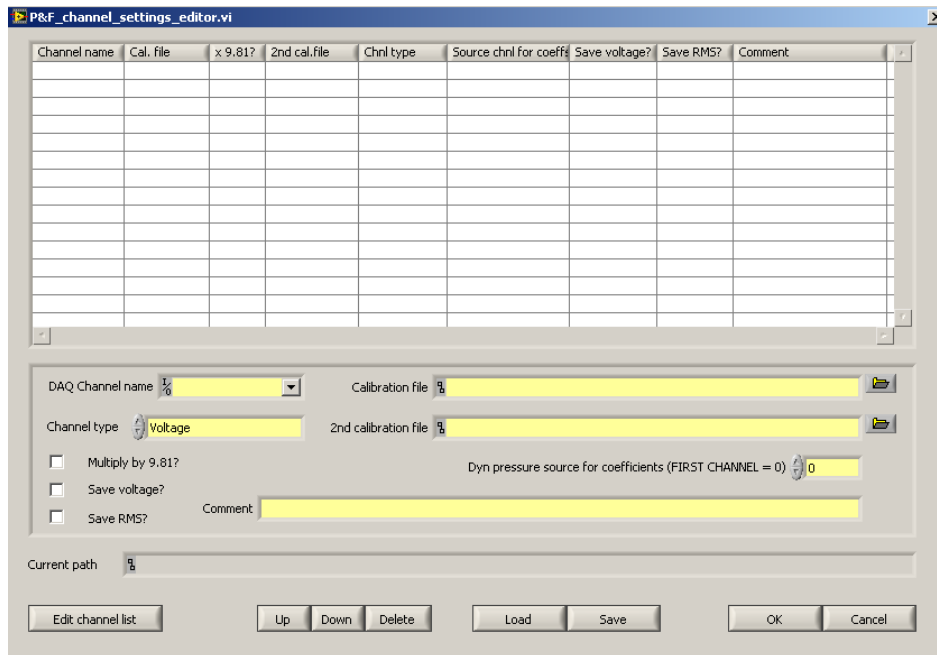 P&F_channel_settings_editor.vi
Channel name Cal. file x 9.81? 2nd cal.file Chnl type Source chnl for coeffs Save voltage? Save RMS? Comment
DAQ Channel name Calibration file
Channel type Voltage 2nd calibration file
Multiply by 9.81? Dyn pressure source for coefficients (FIRST CHANNEL = 0) 0
Save voltage?
Save RMS? Comment
Current path
Edit channel list Up Down Delete Load Save OK Cancel